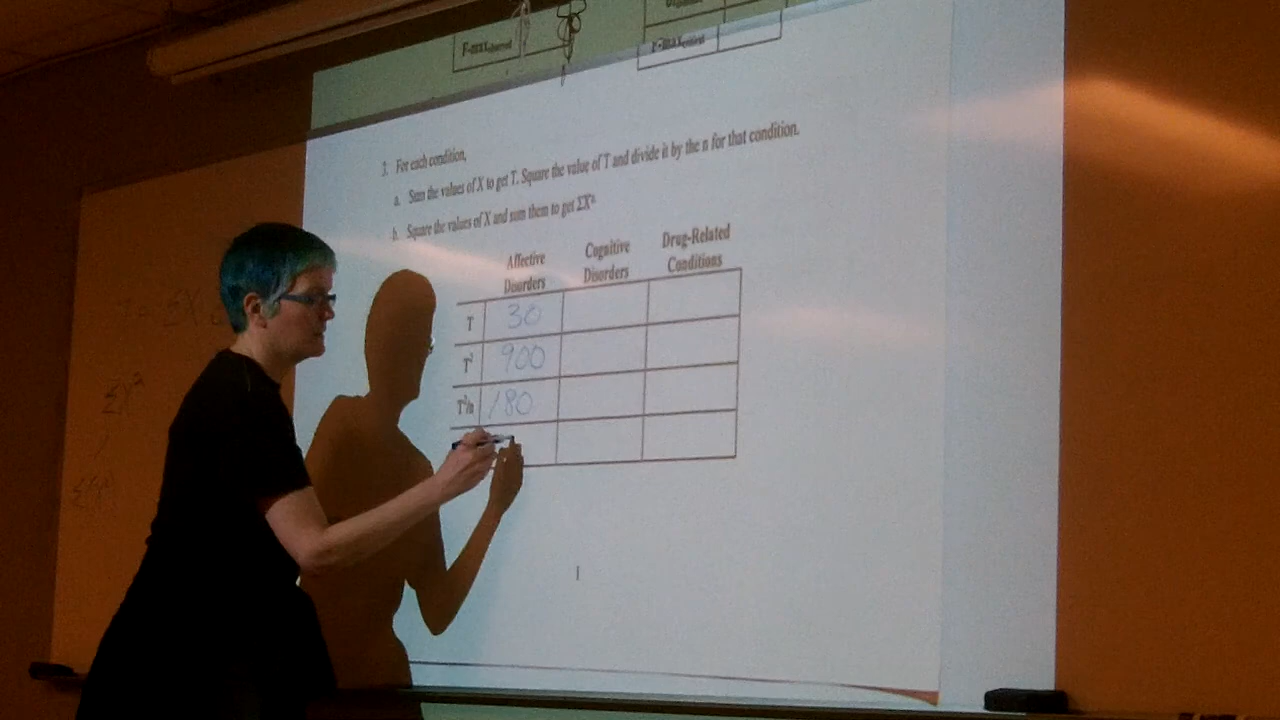 F-max
F-max
3. For each condition,
a. Sum the values of X to get T. Square the value of T and divide it by the n for that condition.
b. Square the values of X and sum them to get ΣX²
Affective Disorders Cognitive Disorders Drug-Related Conditions
T 30
T² 900
T²/n 180
1
ΣX²